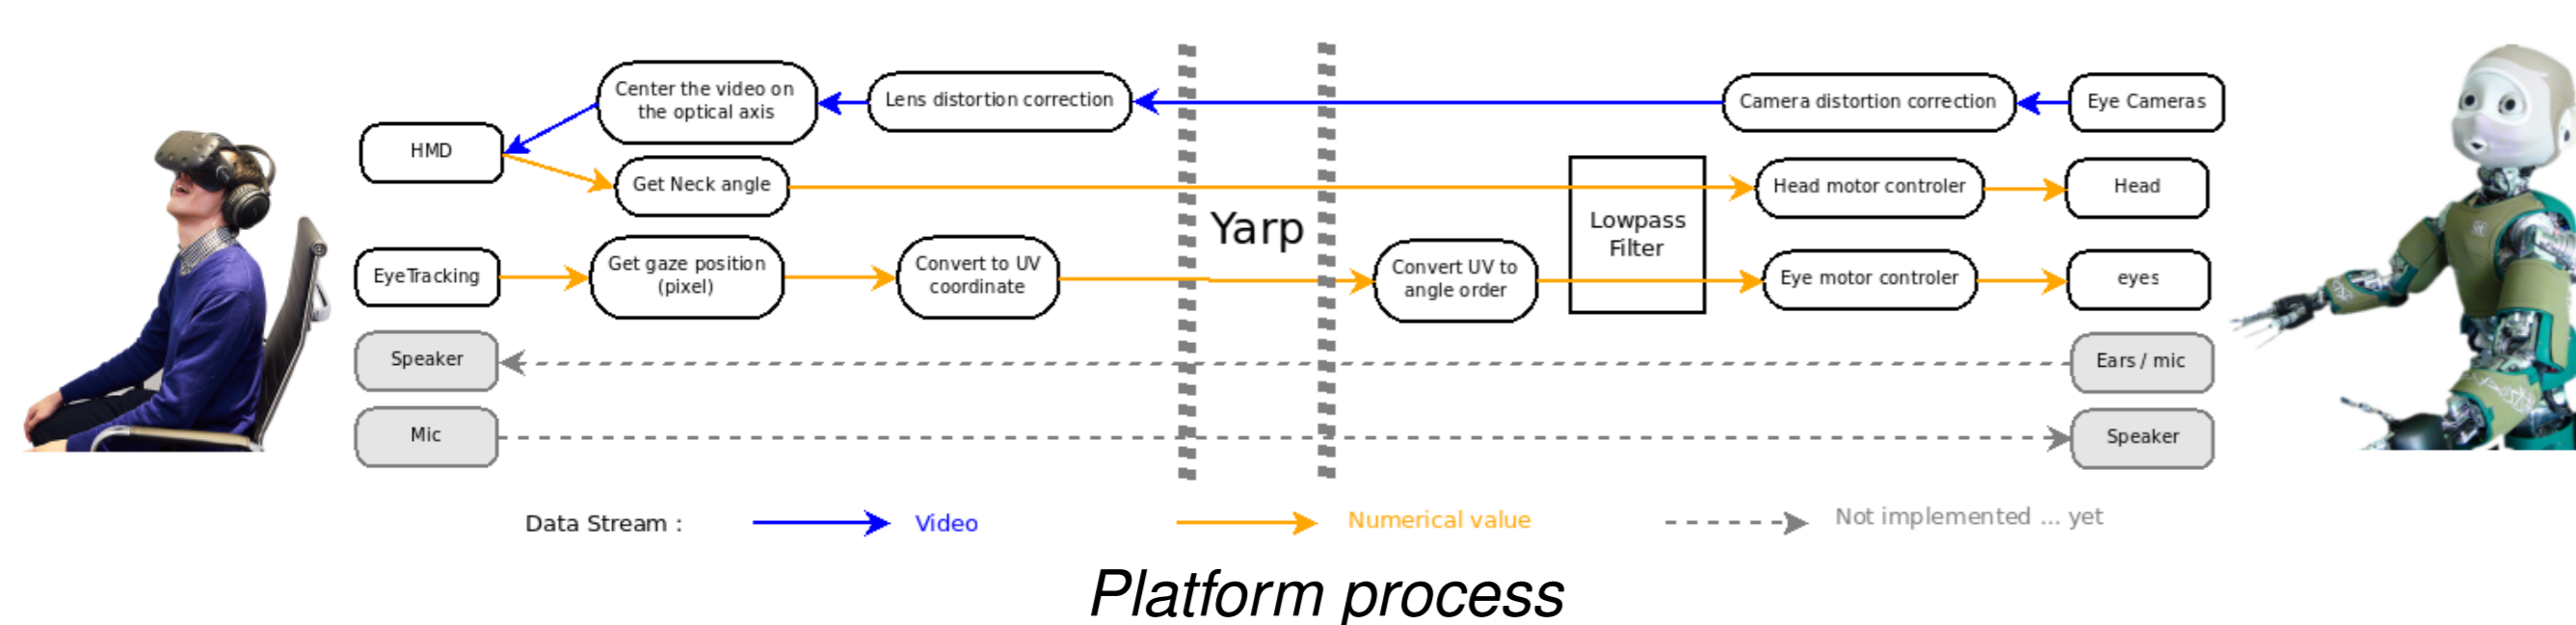 Center the video on
the optical axis
Lens distortion correction
Camera distortion correction
Eye Cameras
HMD
Get Neck angle
Head motor controler
Head
Yarp
Lowpass
Filter
EyeTracking
Get gaze position
(pixel)
Convert to UV
coordinate
Convert UV to
angle order
Eye motor controler
eyes
Speaker
Ears / mic
Mic
Speaker
Data Stream :
Video
Numerical value
Not implemented ... yet
Platform process